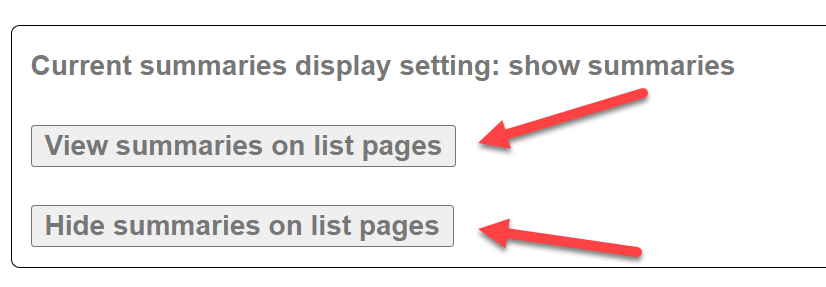 Current summaries display setting: show summaries
View summaries on list pages
Hide summaries on list pages